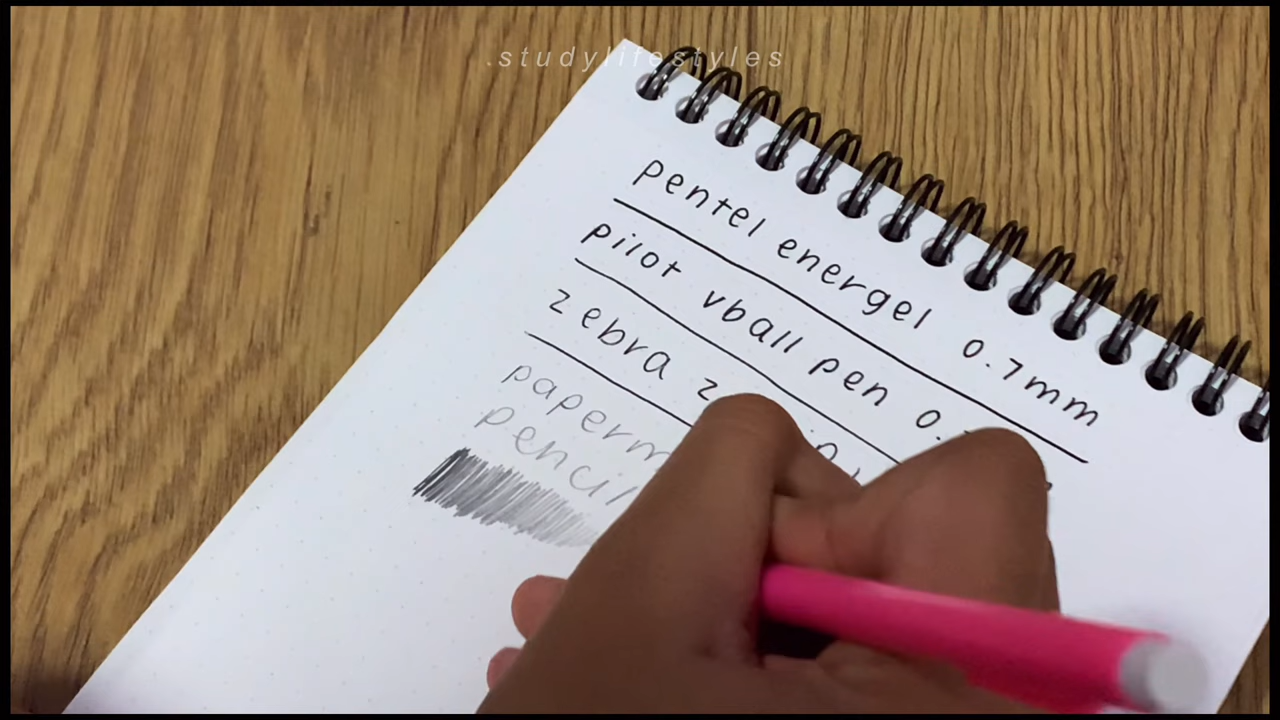 .studylifestyles
pentel energel 0.7mm
pilot vball pen 0.
zebra z
paperm
pencil